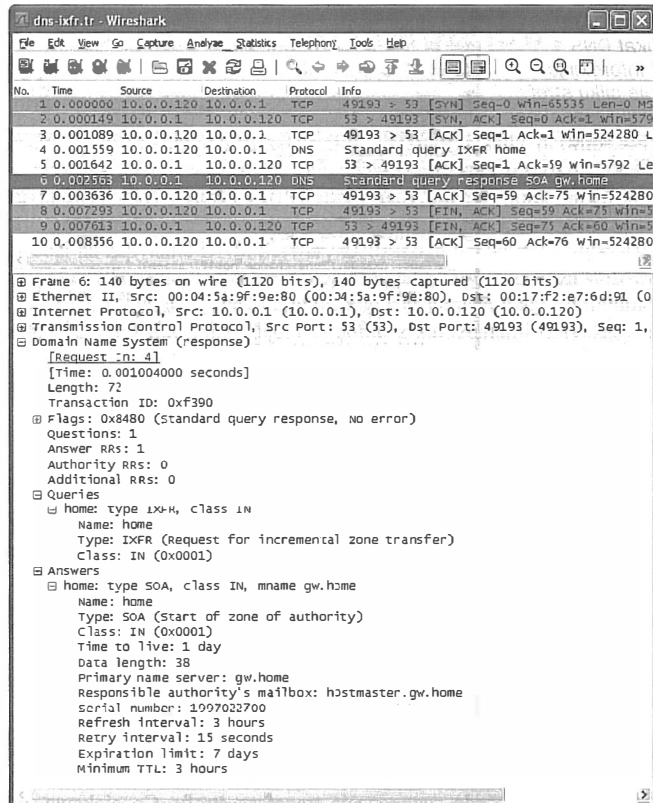 dns-ixfr.tr - Wireshark
File Edit View Go Capture Analyze Statistics Telephony Tools Help
No. Time Source Destination Protocol Info
1 0.000000 10.0.0.120 10.0.0.1 TCP 49193 > 53 [SYN] Seq=0 Win=65535 Len=0 MS
2 0.000149 10.0.0.1 10.0.0.120 TCP 53 > 49193 [SYN, ACK] Seq=0 Ack=1 Win=579
3 0.001089 10.0.0.120 10.0.0.1 TCP 49193 > 53 [ACK] Seq=1 Ack=1 Win=524280 L
4 0.001559 10.0.0.120 10.0.0.1 DNS Standard query IXFR home
5 0.001642 10.0.0.1 10.0.0.120 TCP 53 > 49193 [ACK] Seq=1 Ack=59 Win=5792 Le
6 0.002563 10.0.0.1 10.0.0.120 DNS Standard query response SOA gw.home
7 0.003636 10.0.0.120 10.0.0.1 TCP 49193 > 53 [ACK] Seq=59 Ack=75 Win=524280
8 0.007293 10.0.0.120 10.0.0.1 TCP 49193 > 53 [FIN, ACK] Seq=59 Ack=75 Win=5
9 0.007613 10.0.0.1 10.0.0.120 TCP 53 > 49193 [FIN, ACK] Seq=75 Ack=60 Win=5
10 0.008556 10.0.0.120 10.0.0.1 TCP 49193 > 53 [ACK] Seq=60 Ack=76 Win=524280
Frame 6: 140 bytes on wire (1120 bits), 140 bytes captured (1120 bits)
Ethernet II, Src: 00:04:5a:9f:9e:80 (00:04:5a:9f:9e:80), Dst: 00:17:f2:e7:6d:91 (0
Internet Protocol, Src: 10.0.0.1 (10.0.0.1), Dst: 10.0.0.120 (10.0.0.120)
Transmission Control Protocol, Src Port: 53 (53), Dst Port: 49193 (49193), Seq: 1,
Domain Name System (response)
[Request In: 4]
[Time: 0.001004000 seconds]
Length: 72
Transaction ID: 0xf390
Flags: 0x8480 (Standard query response, No error)
Questions: 1
Answer RRs: 1
Authority RRs: 0
Additional RRs: 0
Queries
home: type IXFR, class IN
Name: home
Type: IXFR (Request for incremental zone transfer)
Class: IN (0x0001)
Answers
home: type SOA, class IN, mname gw.home
Name: home
Type: SOA (Start of zone of authority)
Class: IN (0x0001)
Time to live: 1 day
Data length: 38
Primary name server: gw.home
Responsible authority's mailbox: hostmaster.gw.home
Serial number: 1997022700
Refresh interval: 3 hours
Retry interval: 15 seconds
Expiration limit: 7 days
Minimum TTL: 3 hours